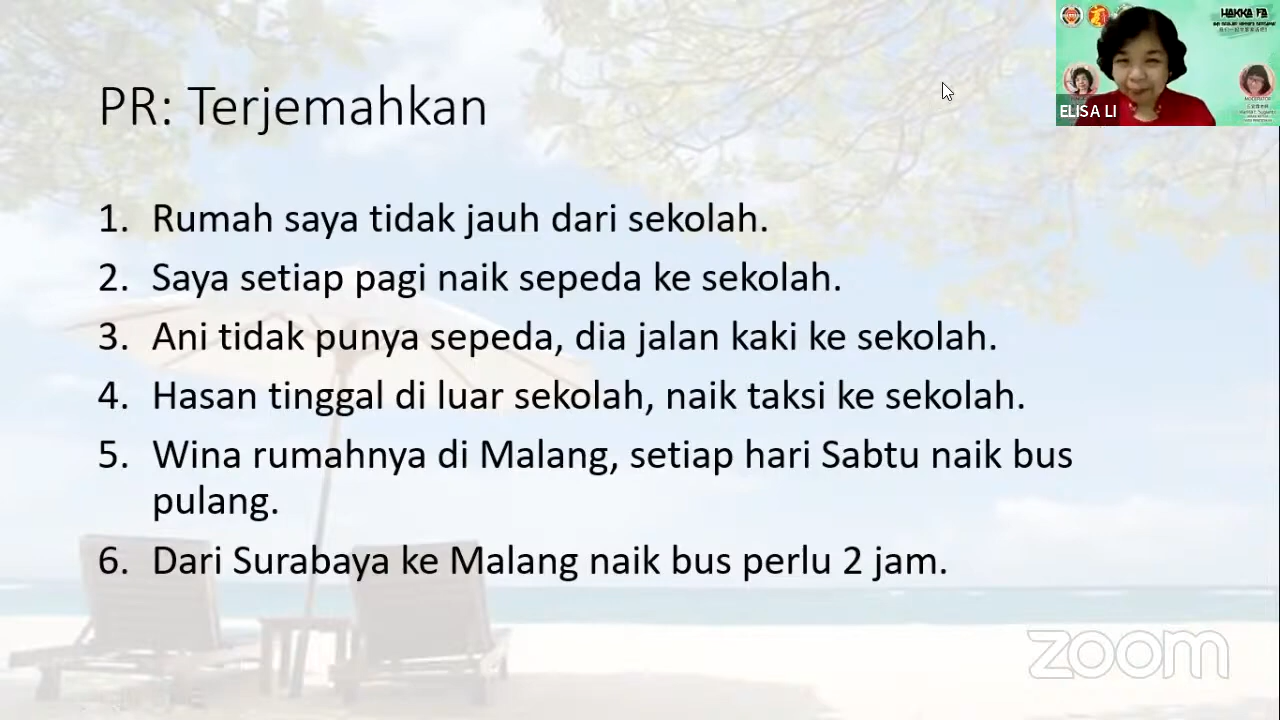 PR: Terjemahkan
1. Rumah saya tidak jauh dari sekolah.
2. Saya setiap pagi naik sepeda ke sekolah.
3. Ani tidak punya sepeda, dia jalan kaki ke sekolah.
4. Hasan tinggal di luar sekolah, naik taksi ke sekolah.
5. Wina rumahnya di Malang, setiap hari Sabtu naik bus
pulang.
6. Dari Surabaya ke Malang naik bus perlu 2 jam.
HAKKA FA
ELISA LI
MODERATOR
zoom